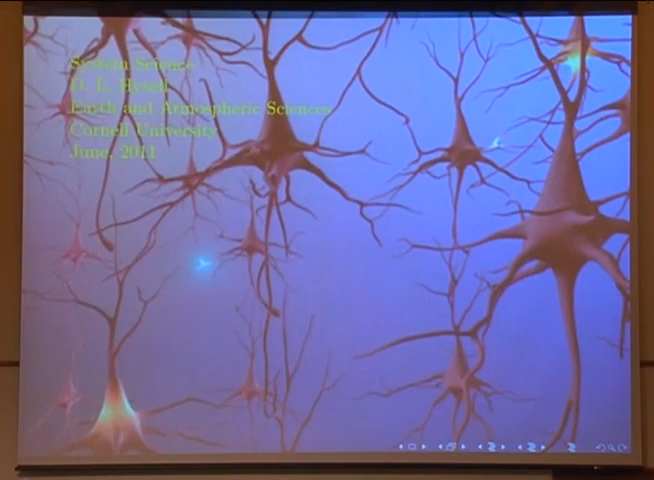 System Science
D. L. Hysell
Earth and Atmospheric Sciences
Cornell University
June, 2011